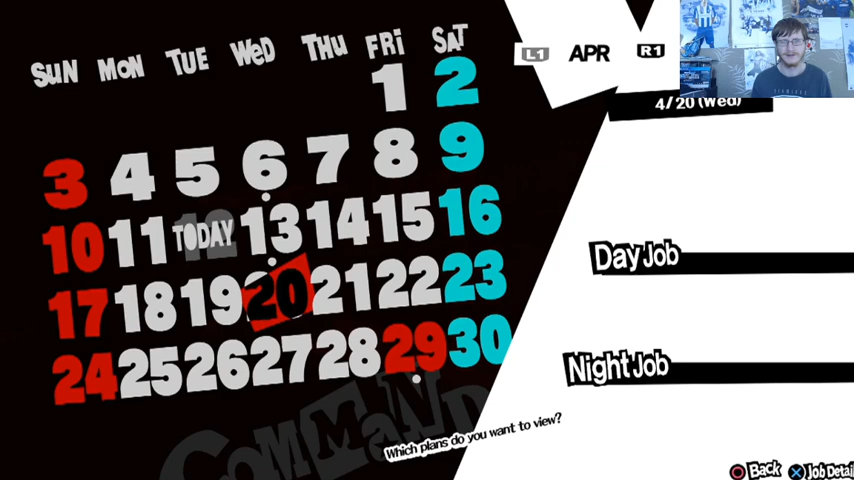 SUN MON TUE WED THU FRi SAT
1 2
3 4 5 6 7 8 9
10 11 12 TODAY 13 14 15 16
17 18 19 20 21 22 23
24 25 26 27 28 29 30
COMMAND
Which plans do you want to view?
L1 APR R1
4/20 (Wed)
Day Job
Night Job
Back Job Detail